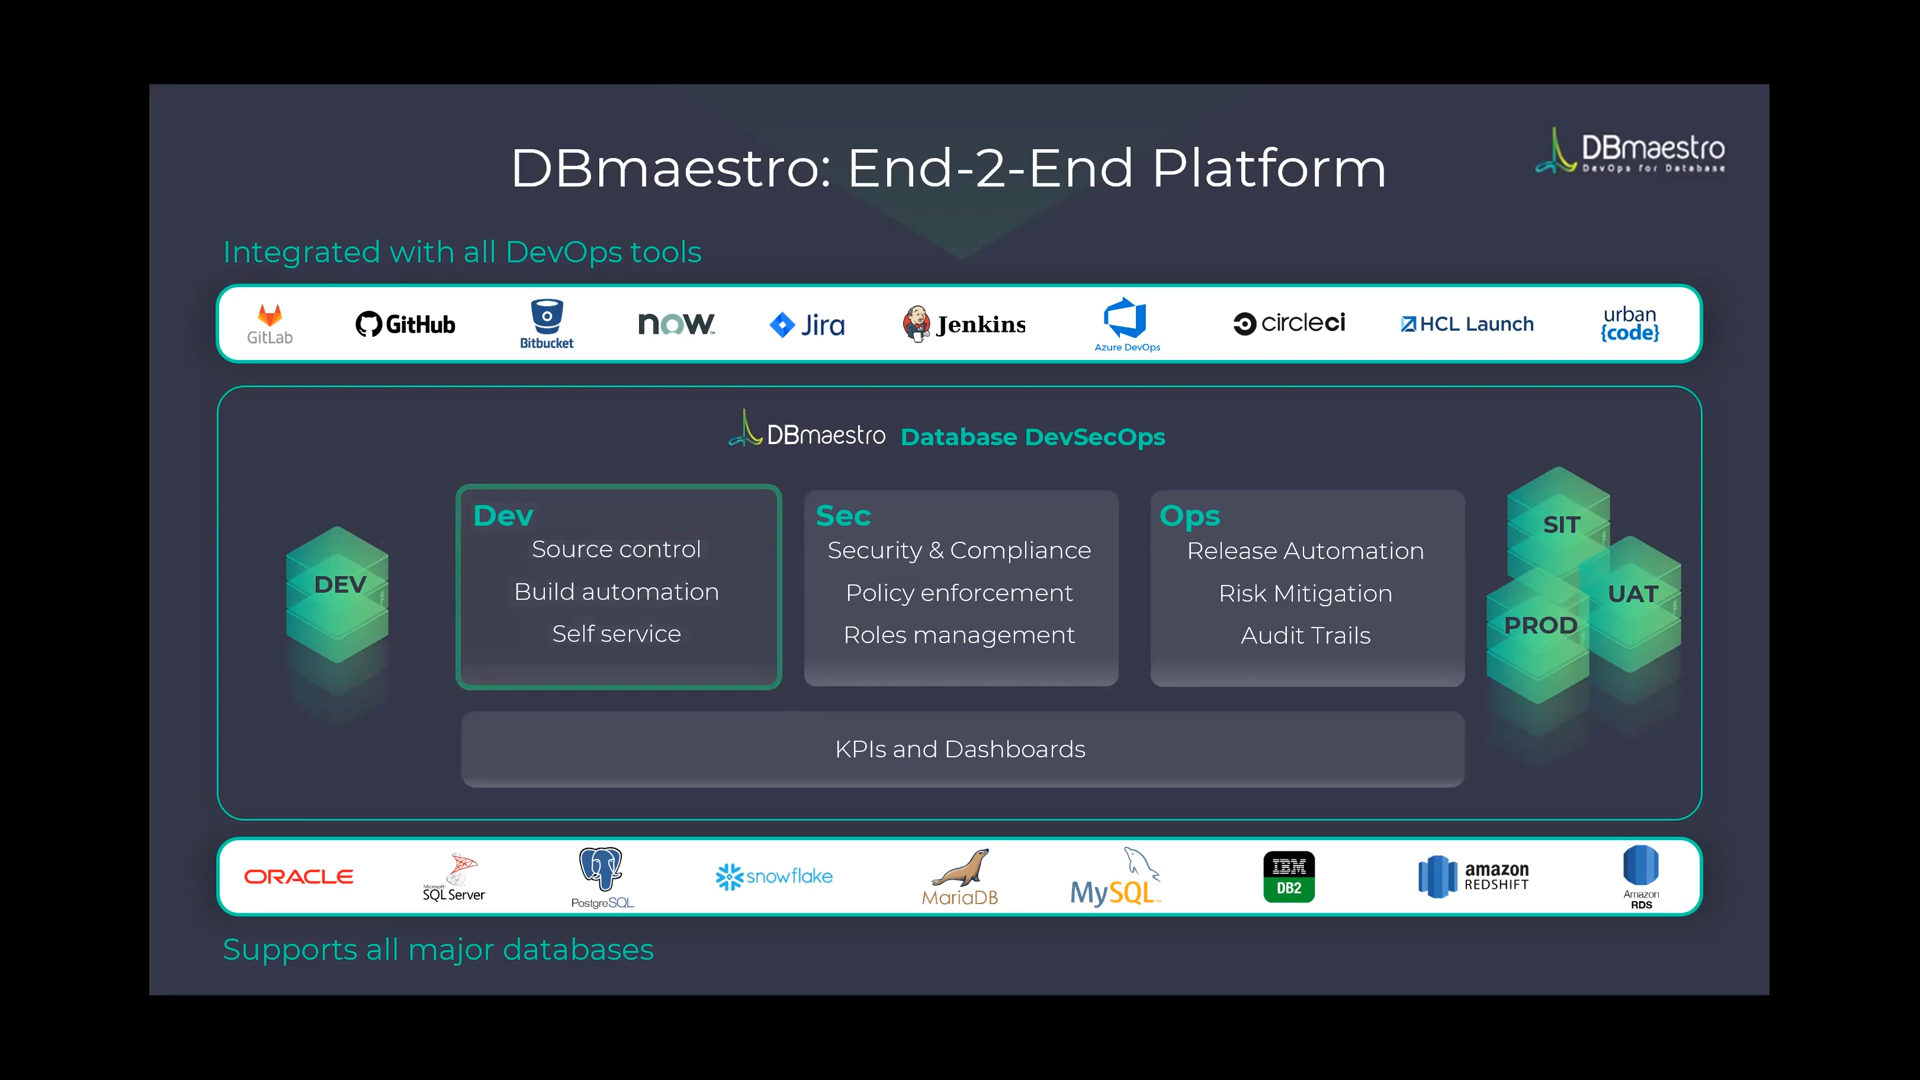 DBmaestro: End-2-End Platform
DBmaestro
DevOps for Database
Integrated with all DevOps tools
GitLab
GitHub
Bitbucket
now
Jira
Jenkins
Azure DevOps
circleci
HCL Launch
urban
{code}
DBmaestro Database DevSecOps
DEV
Dev
Source control
Build automation
Self service
Sec
Security & Compliance
Policy enforcement
Roles management
Ops
Release Automation
Risk Mitigation
Audit Trails
SIT
UAT
PROD
KPIs and Dashboards
ORACLE
Microsoft
SQL Server
PostgreSQL
snowflake
MariaDB
MySQL
IBM
DB2
amazon
REDSHIFT
Amazon
RDS
Supports all major databases